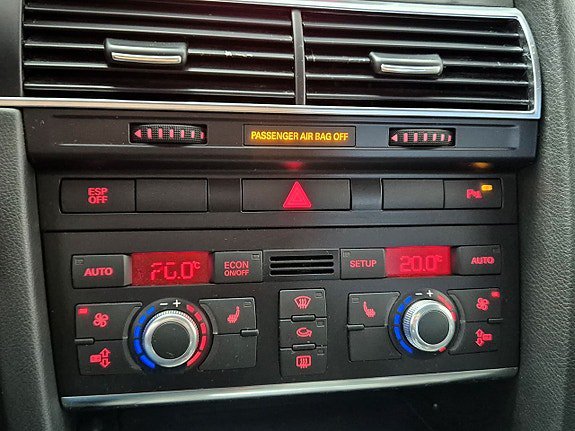 PASSENGER AIR BAG OFF
ESP
OFF
AUTO
ECON
ON/OFF
SETUP
20.0°
AUTO
- +
- +